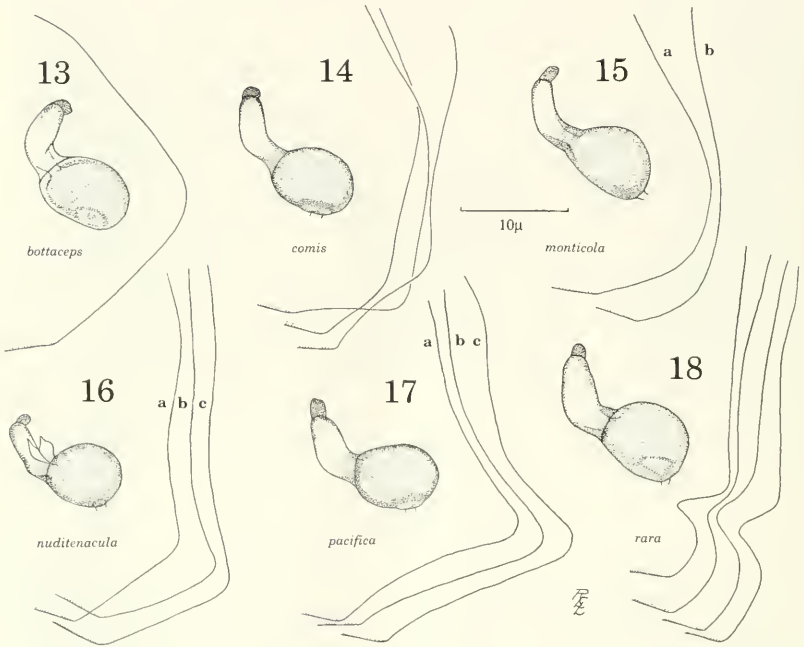 13
14
15
a b
10μ
bottaceps
comis
monticola
16
a b c
17
a b c
18
nuditenacula
pacifica
rara